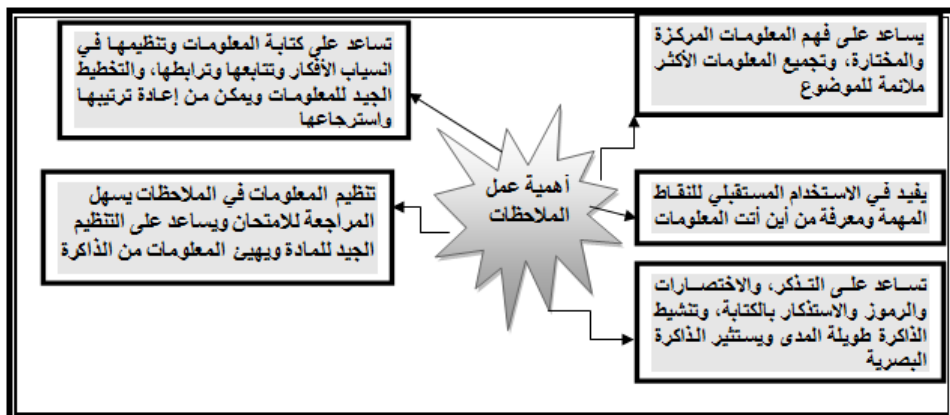 يساعد على فهم المعلومات المركزة
والمختارة، وتجميع المعلومات الأكثر
ملائمة للموضوع
تساعد على كتابة المعلومات وتنظيمها في
انسياب الأفكار وتتابعها وترابطها، والتخطيط
الجيد للمعلومات ويمكن من إعادة ترتيبها
واسترجاعها
أهمية عمل
الملاحظات
يفيد في الاستخدام المستقبلي للنقاط
المهمة ومعرفة من أين أتت المعلومات
تنظيم المعلومات في الملاحظات يسهل
المراجعة للامتحان ويساعد على التنظيم
الجيد للمادة ويهيئ المعلومات من الذاكرة
تساعد على التذكر، والاختصارات
والرموز والاستذكار بالكتابة، وتنشيط
الذاكرة طويلة المدى ويستثير الذاكرة
البصرية